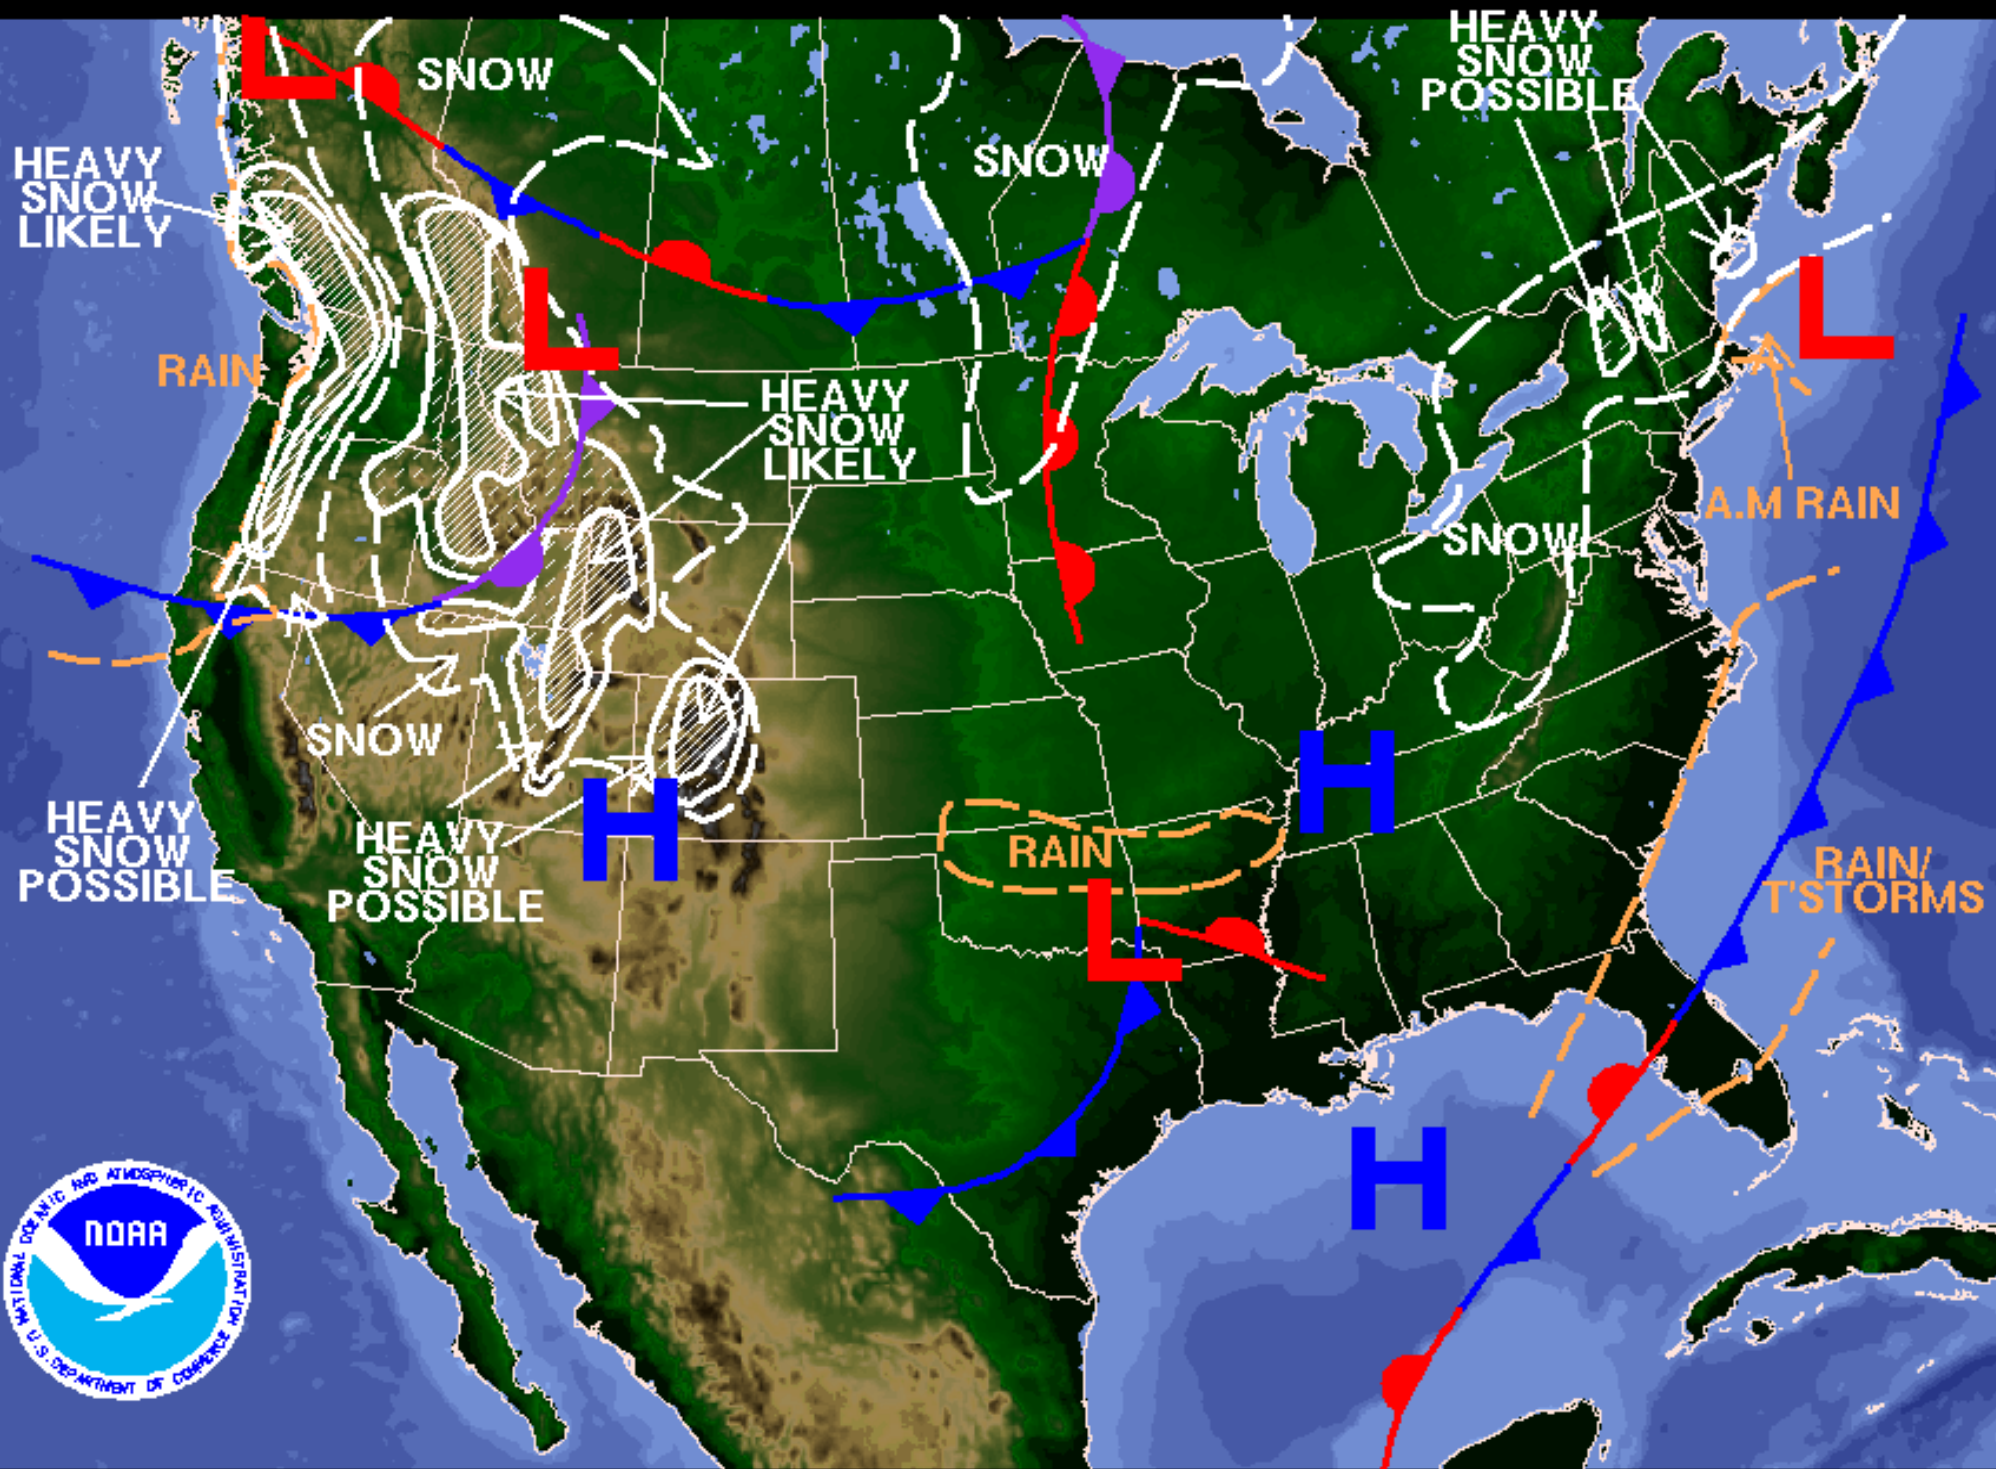 HEAVY
SNOW
POSSIBLE
L
SNOW
HEAVY
SNOW
LIKELY
SNOW
L
L
RAIN
HEAVY
SNOW
LIKELY
A.M RAIN
SNOW
SNOW
H
H
HEAVY
SNOW
POSSIBLE
HEAVY
SNOW
POSSIBLE
RAIN
RAIN/
T'STORMS
L
H
NATIONAL OCEANIC AND ATMOSPHERIC ADMINISTRATION
NOAA
U.S. DEPARTMENT OF COMMERCE